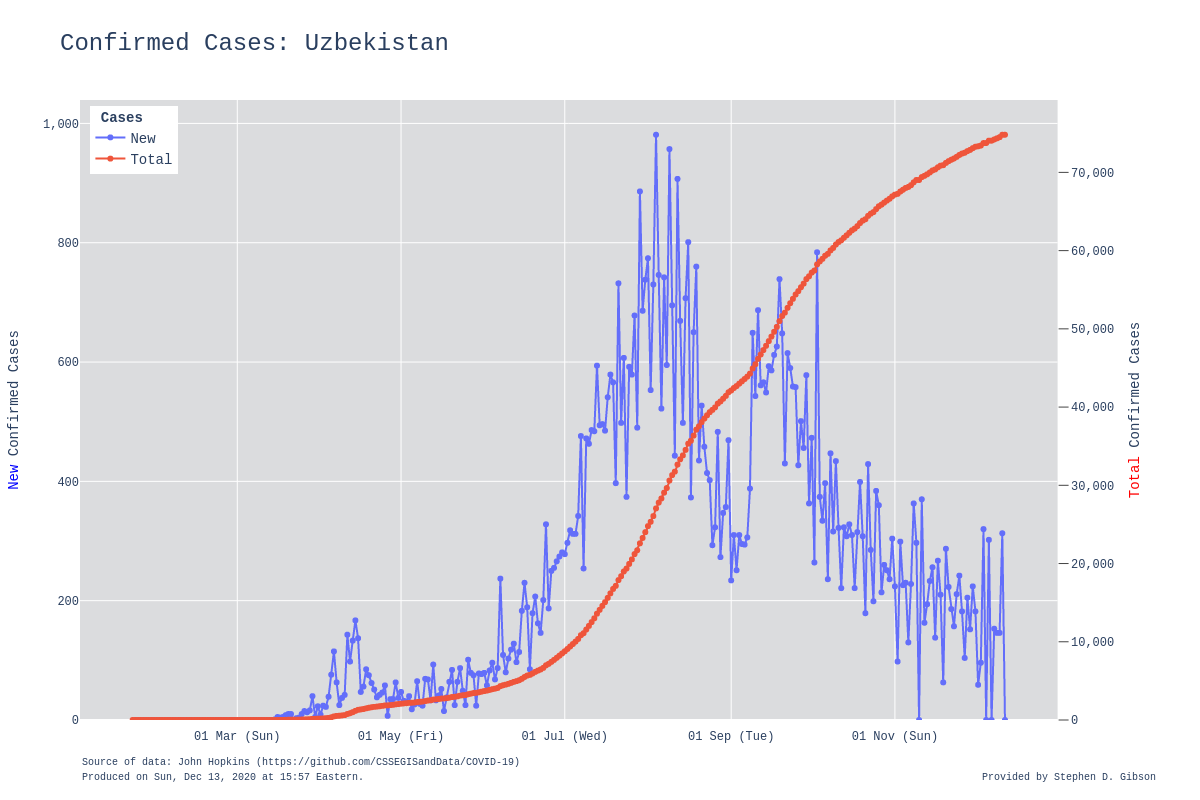 Confirmed Cases: Uzbekistan
Cases
New
Total
1,000
800
600
400
200
0
70,000
60,000
50,000
40,000
30,000
20,000
10,000
0
New Confirmed Cases
Total Confirmed Cases
01 Mar (Sun) 01 May (Fri) 01 Jul (Wed) 01 Sep (Tue) 01 Nov (Sun)
Source of data: John Hopkins (https://github.com/CSSEGISandData/COVID-19)
Produced on Sun, Dec 13, 2020 at 15:57 Eastern.
Provided by Stephen D. Gibson